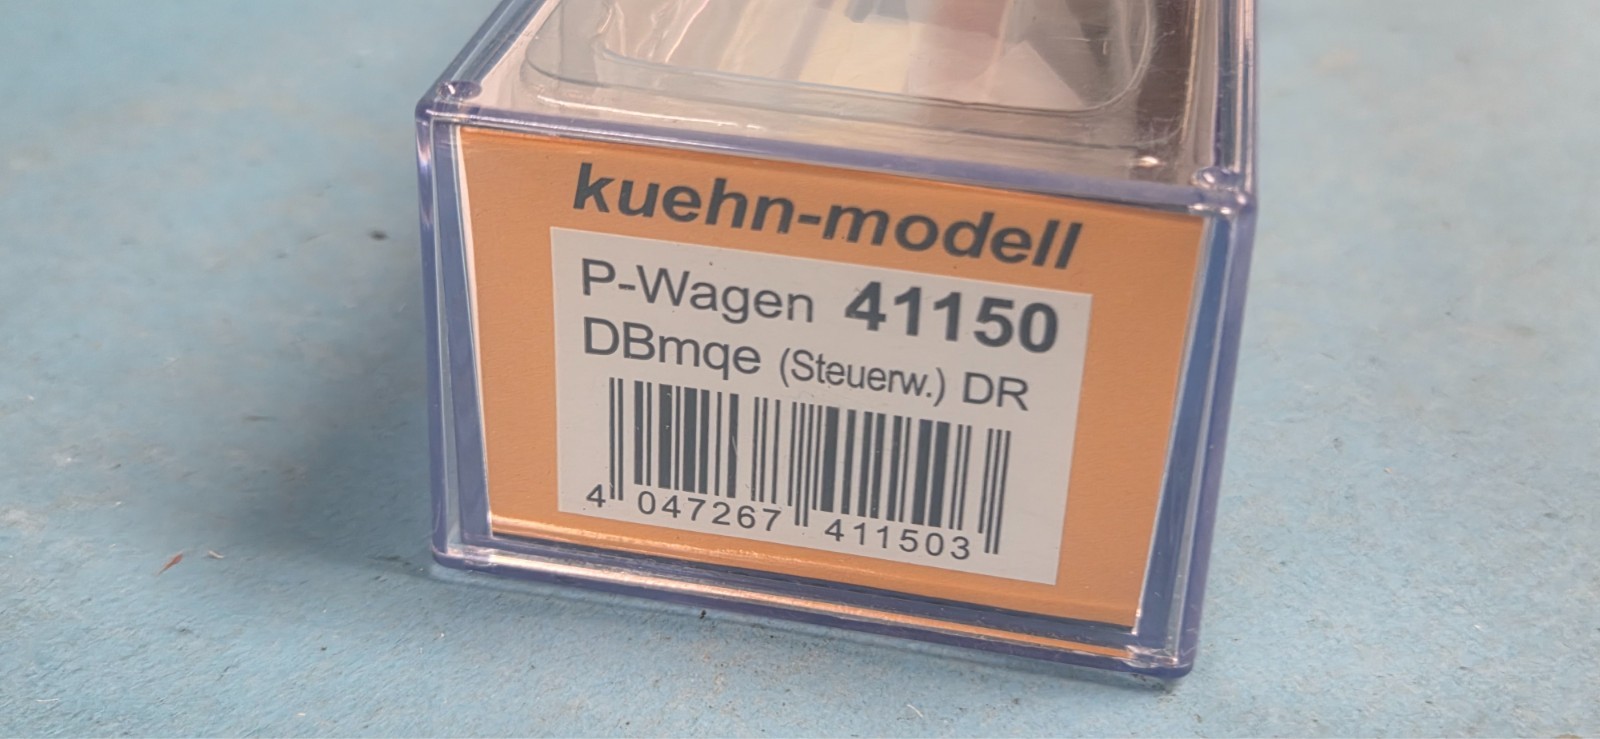 kuehn-modell
P-Wagen 41150
DBmqe (Steuerw.) DR
4 047267 411503